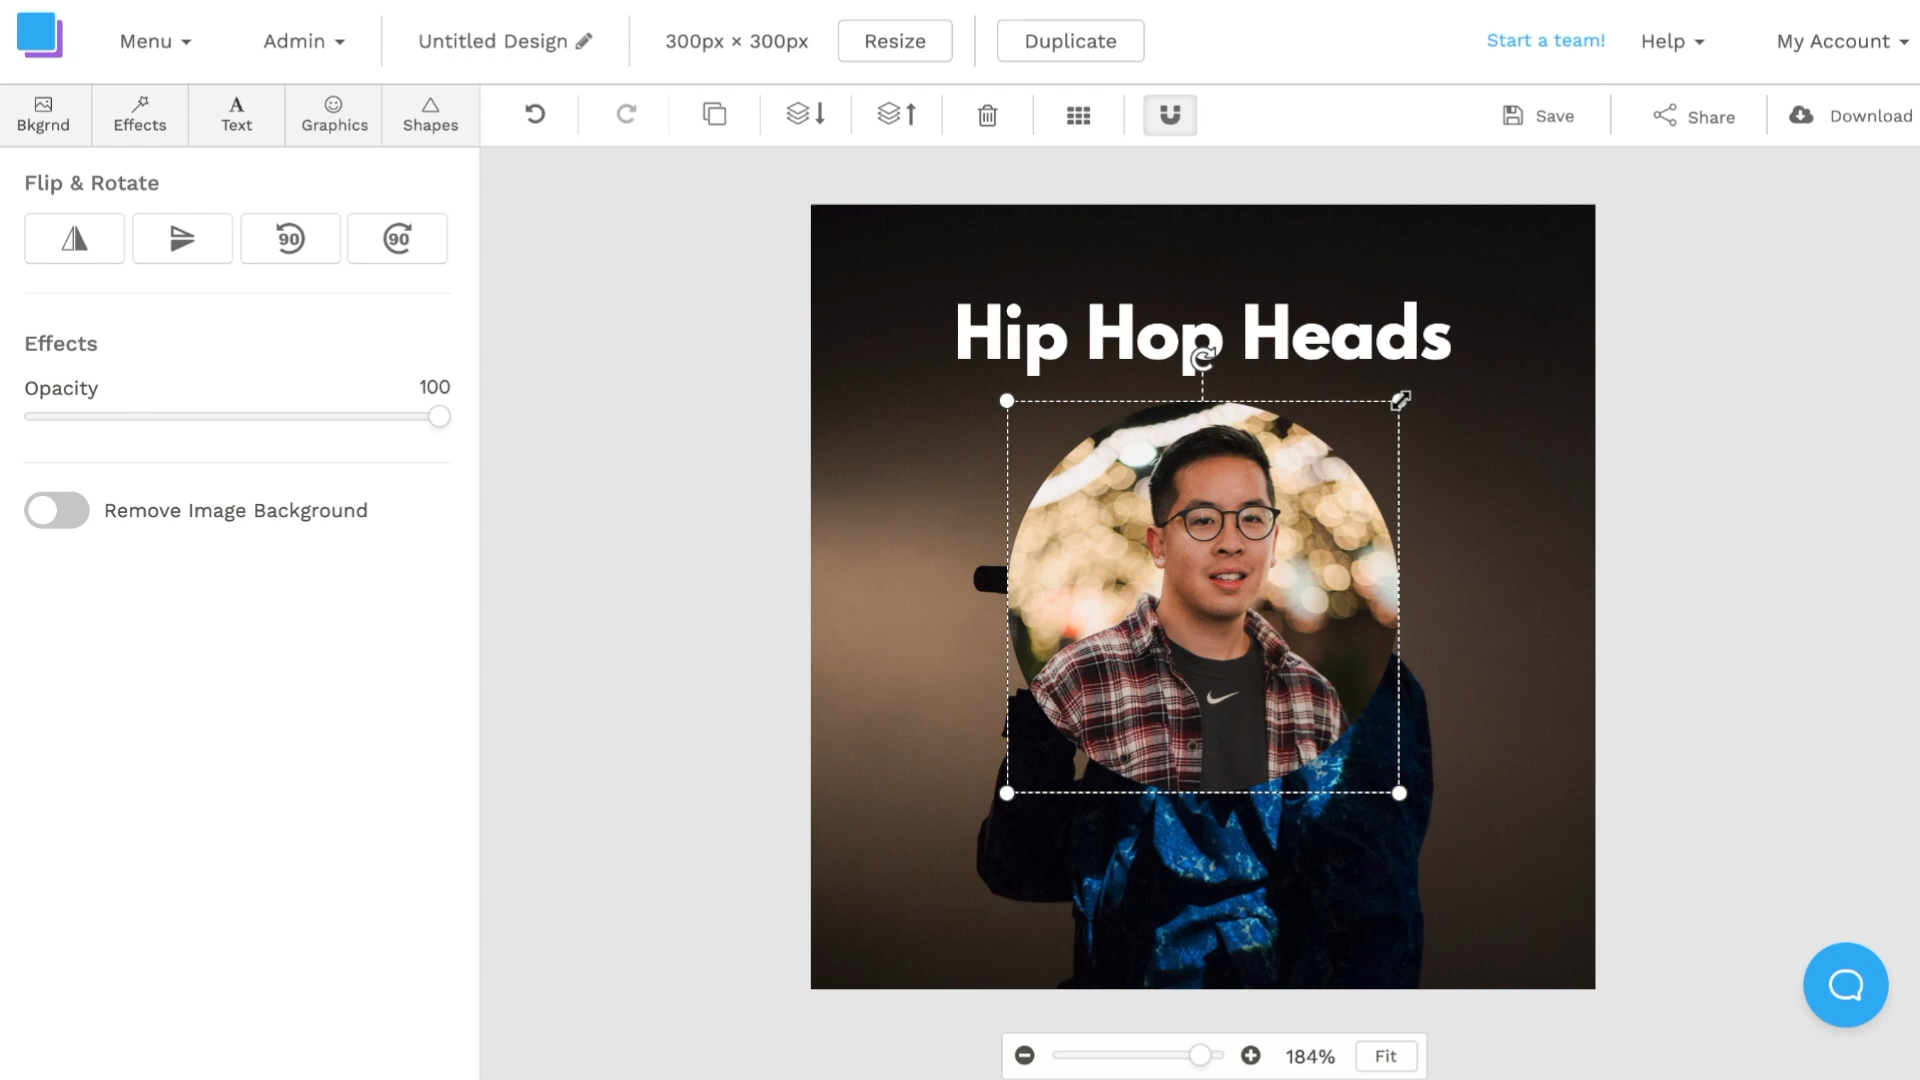 Menu Admin Untitled Design 300px × 300px Resize Duplicate Start a team! Help My Account
Bkgrnd Effects Text Graphics Shapes Save Share Download
Flip & Rotate
90 90
Effects
Opacity 100
Remove Image Background
Hip Hop Heads
184% Fit